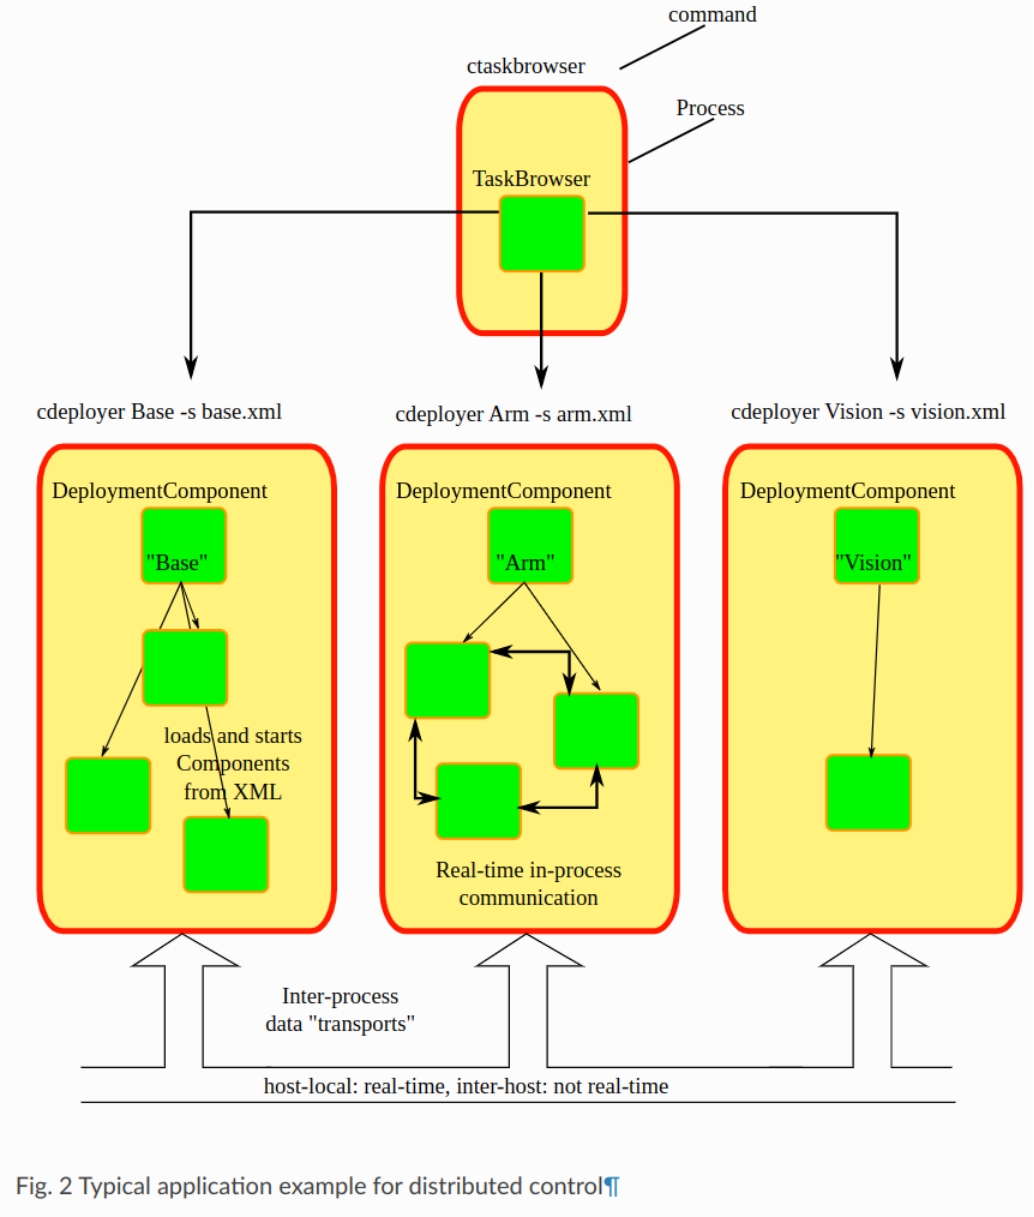 command
ctaskbrowser
Process
TaskBrowser
cdeployer Base -s base.xml
cdeployer Arm -s arm.xml
cdeployer Vision -s vision.xml
DeploymentComponent
"Base"
loads and starts
Components
from XML
DeploymentComponent
"Arm"
Real-time in-process
communication
DeploymentComponent
"Vision"
Inter-process
data "transports"
host-local: real-time, inter-host: not real-time
Fig. 2 Typical application example for distributed control¶